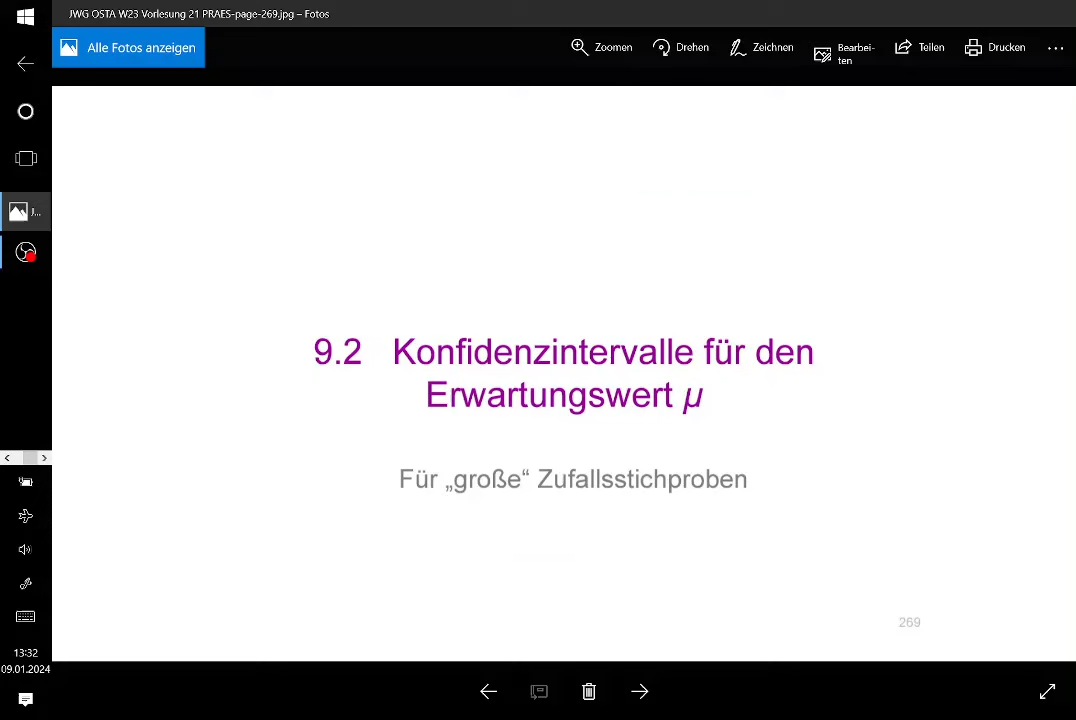 JWG OSTA W23 Vorlesung 21 PRAES-page-269.jpg – Fotos
Alle Fotos anzeigen
Zoomen
Drehen
Zeichnen
Bearbei-
ten
Teilen
Drucken
J...
9.2 Konfidenzintervalle für den
Erwartungswert μ
Für „große“ Zufallsstichproben
269
13:32
09.01.2024